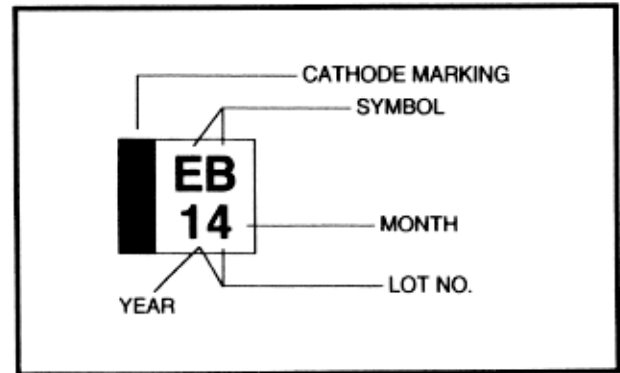 CATHODE MARKING
SYMBOL
EB
14
MONTH
LOT NO.
YEAR